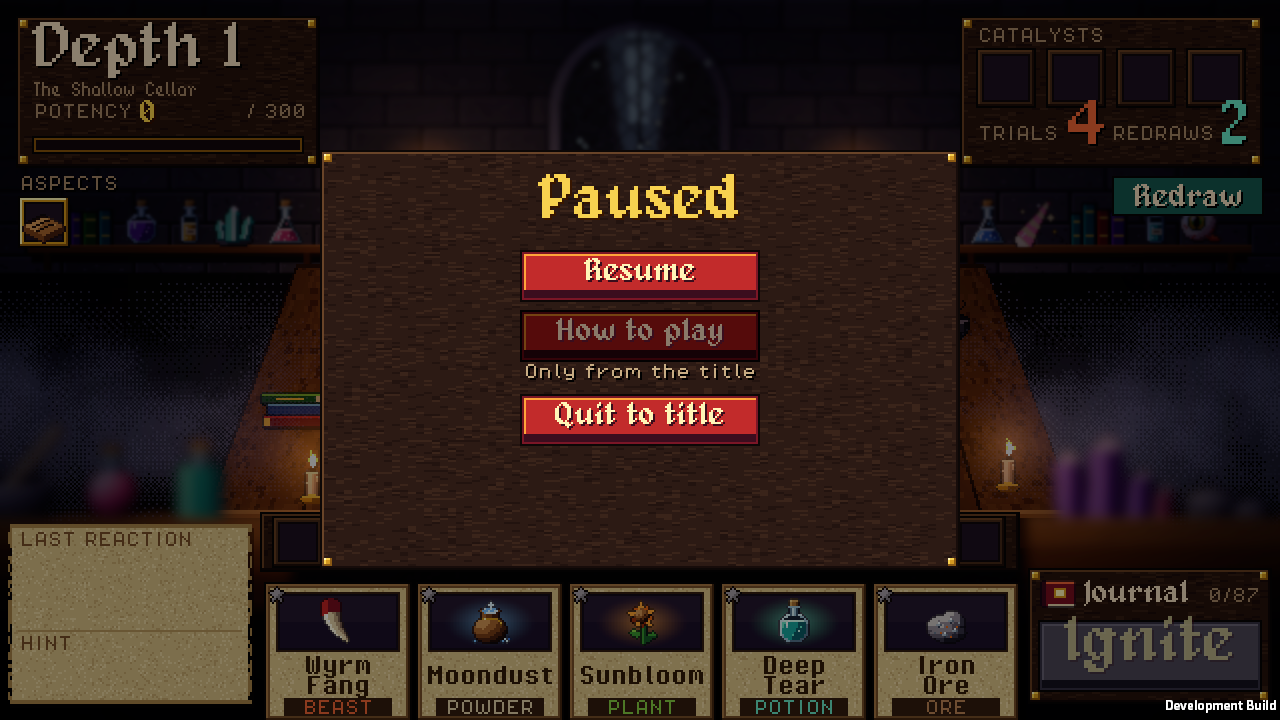 Depth 1
The Shallow Cellar
POTENCY 0 / 300
ASPECTS
CATALYSTS
TRIALS 4 REDRAWS 2
Redraw
Paused
Resume
How to play
Only from the title
Quit to title
LAST REACTION
HINT
Wyrm
Fang
BEAST
Moondust
POWDER
Sunbloom
PLANT
Deep
Tear
POTION
Iron
Ore
ORE
Journal 0/87
Ignite
Development Build